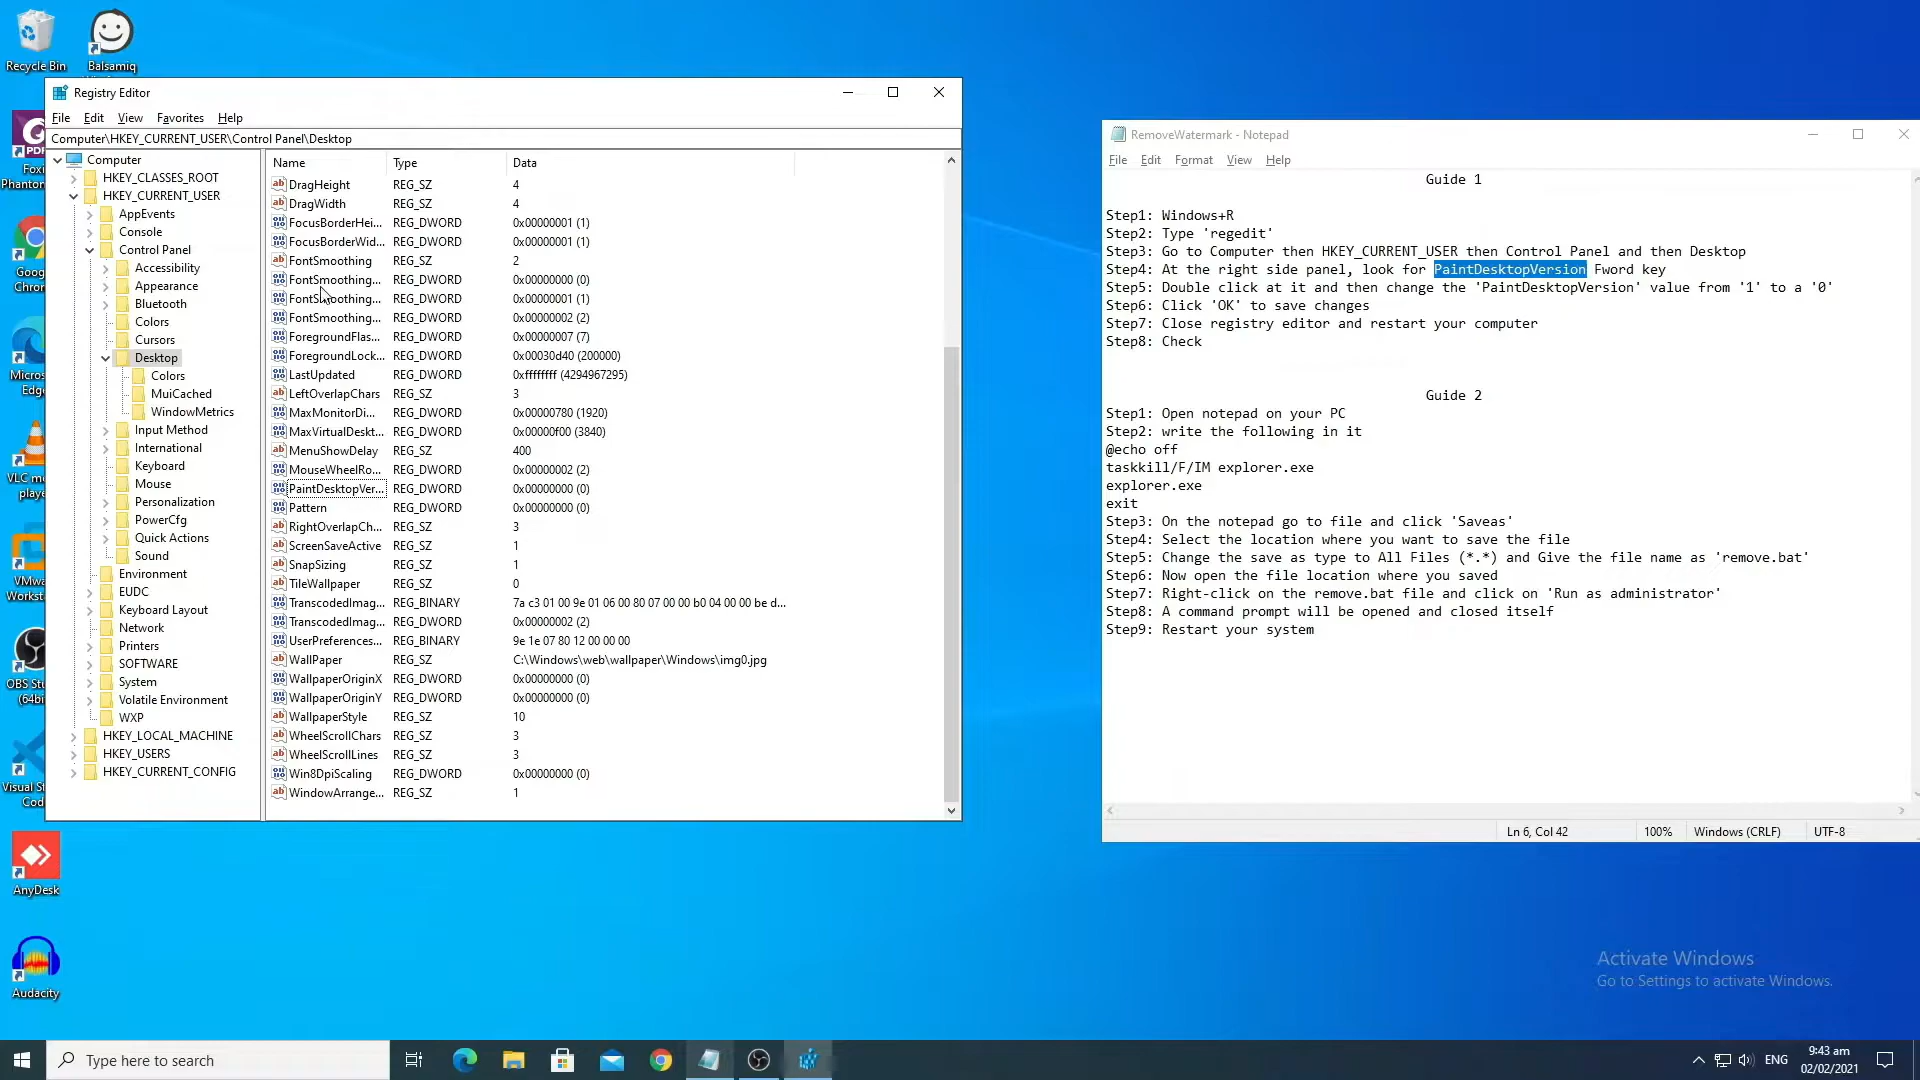 Recycle Bin
Balsamiq
Registry Editor
File Edit View Favorites Help
Computer\HKEY_CURRENT_USER\Control Panel\Desktop
Computer
HKEY_CLASSES_ROOT
HKEY_CURRENT_USER
AppEvents
Console
Control Panel
Accessibility
Appearance
Bluetooth
Colors
Cursors
Desktop
Colors
MuiCached
WindowMetrics
Input Method
International
Keyboard
Mouse
Personalization
PowerCfg
Quick Actions
Sound
Environment
EUDC
Keyboard Layout
Network
Printers
SOFTWARE
System
Volatile Environment
WXP
HKEY_LOCAL_MACHINE
HKEY_USERS
HKEY_CURRENT_CONFIG
Name Type Data
DragHeight REG_SZ 4
DragWidth REG_SZ 4
FocusBorderHei... REG_DWORD 0x00000001 (1)
FocusBorderWid... REG_DWORD 0x00000001 (1)
FontSmoothing REG_SZ 2
FontSmoothing... REG_DWORD 0x00000000 (0)
FontSmoothing... REG_DWORD 0x00000001 (1)
FontSmoothing... REG_DWORD 0x00000002 (2)
ForegroundFlas... REG_DWORD 0x00000007 (7)
ForegroundLock... REG_DWORD 0x00030d40 (200000)
LastUpdated REG_DWORD 0xffffffff (4294967295)
LeftOverlapChars REG_SZ 3
MaxMonitorDi... REG_DWORD 0x00000780 (1920)
MaxVirtualDeskt... REG_DWORD 0x00000f00 (3840)
MenuShowDelay REG_SZ 400
MouseWheelRo... REG_DWORD 0x00000002 (2)
PaintDesktopVer... REG_DWORD 0x00000000 (0)
Pattern REG_DWORD 0x00000000 (0)
RightOverlapCh... REG_SZ 3
ScreenSaveActive REG_SZ 1
SnapSizing REG_SZ 1
TileWallpaper REG_SZ 0
TranscodedImag... REG_BINARY 7a c3 01 00 9e 01 06 00 80 07 00 00 b0 04 00 00 be d...
TranscodedImag... REG_DWORD 0x00000002 (2)
UserPreferences... REG_BINARY 9e 1e 07 80 12 00 00 00
WallPaper REG_SZ C:\Windows\web\wallpaper\Windows\img0.jpg
WallpaperOriginX REG_DWORD 0x00000000 (0)
WallpaperOriginY REG_DWORD 0x00000000 (0)
WallpaperStyle REG_SZ 10
WheelScrollChars REG_SZ 3
WheelScrollLines REG_SZ 3
Win8DpiScaling REG_DWORD 0x00000000 (0)
WindowArrange... REG_SZ 1
PDF
Foxi
Phantom
Goog
Chron
Micros
Edg
VLC me
playe
VMwa
Workst
OBS Stu
(64bi
Visual St
Cod
AnyDesk
Audacity
RemoveWatermark - Notepad
File Edit Format View Help
Guide 1
Step1: Windows+R
Step2: Type 'regedit'
Step3: Go to Computer then HKEY_CURRENT_USER then Control Panel and then Desktop
Step4: At the right side panel, look for PaintDesktopVersion Fword key
Step5: Double click at it and then change the 'PaintDesktopVersion' value from '1' to a '0'
Step6: Click 'OK' to save changes
Step7: Close registry editor and restart your computer
Step8: Check
Guide 2
Step1: Open notepad on your PC
Step2: write the following in it
@echo off
taskkill/F/IM explorer.exe
explorer.exe
exit
Step3: On the notepad go to file and click 'Saveas'
Step4: Select the location where you want to save the file
Step5: Change the save as type to All Files (*.*) and Give the file name as 'remove.bat'
Step6: Now open the file location where you saved
Step7: Right-click on the remove.bat file and click on 'Run as administrator'
Step8: A command prompt will be opened and closed itself
Step9: Restart your system
Ln 6, Col 42 100% Windows (CRLF) UTF-8
Activate Windows
Go to Settings to activate Windows.
Type here to search
ENG
9:43 am
02/02/2021